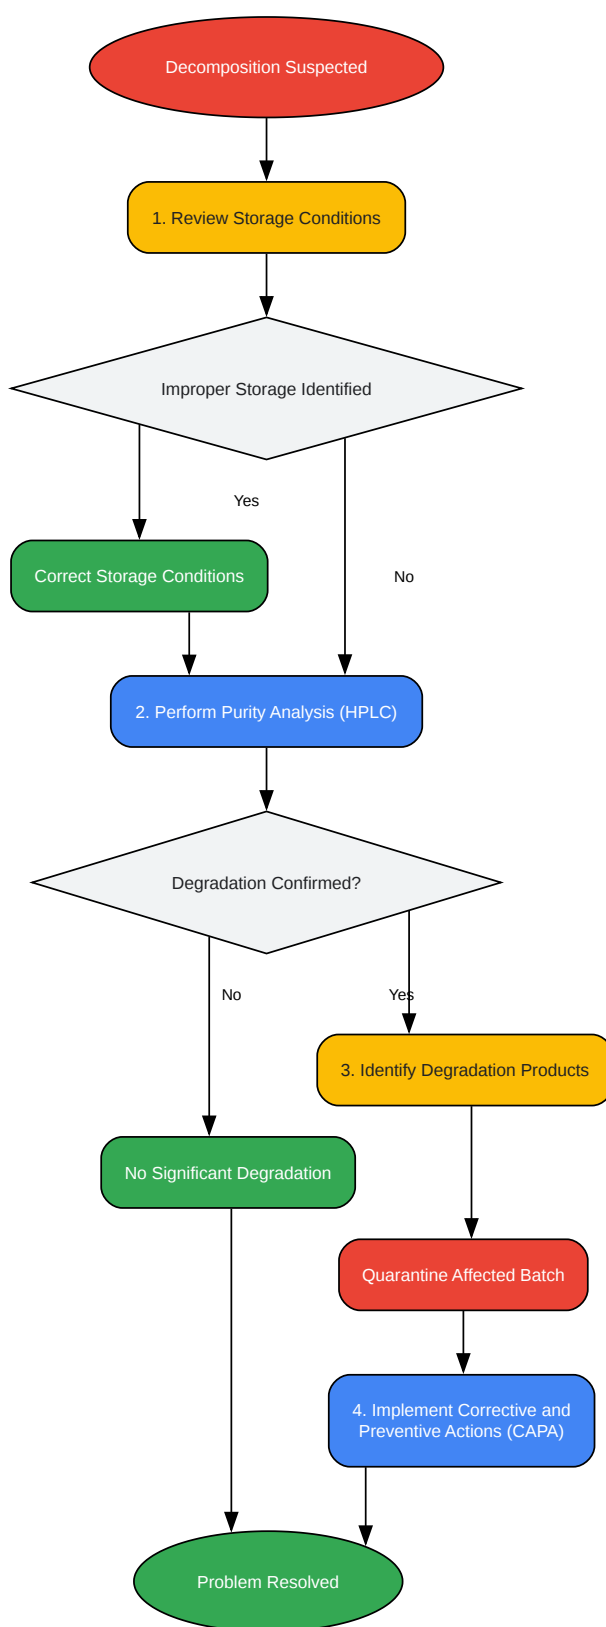 Decomposition Suspected
1. Review Storage Conditions
Improper Storage Identified
Yes
Correct Storage Conditions
No
2. Perform Purity Analysis (HPLC)
Degradation Confirmed?
No
Yes
3. Identify Degradation Products
No Significant Degradation
Quarantine Affected Batch
4. Implement Corrective and
Preventive Actions (CAPA)
Problem Resolved